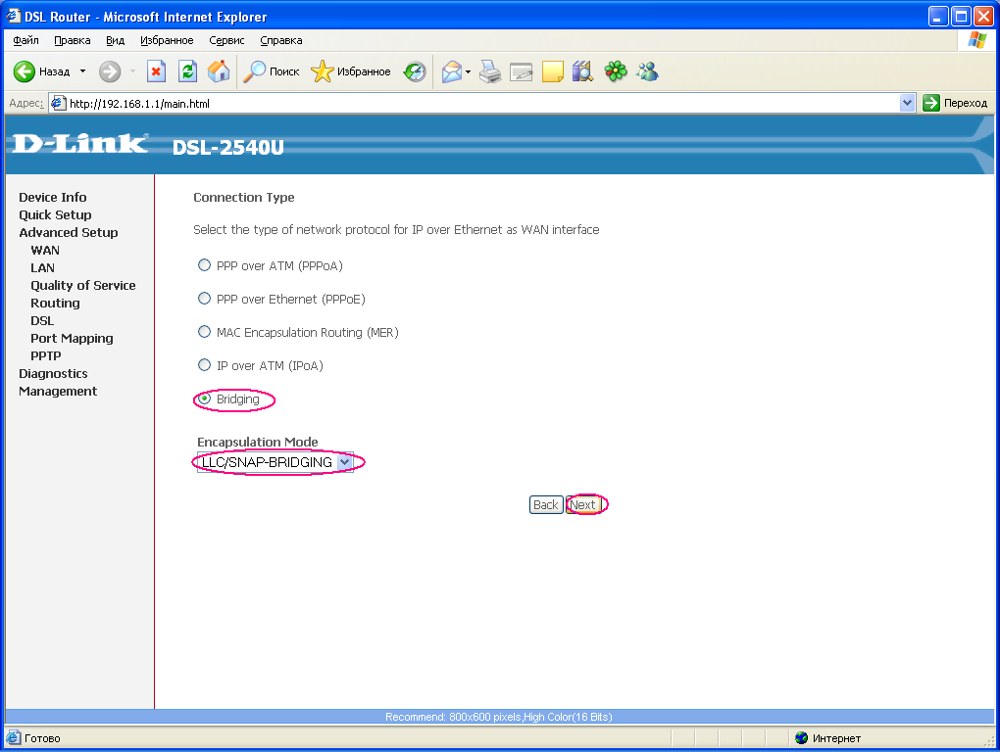 DSL Router - Microsoft Internet Explorer
Файл Правка Вид Избранное Сервис Справка
Назад Поиск Избранное
Адрес: http://192.168.1.1/main.html Переход
D-Link® DSL-2540U
Device Info
Quick Setup
Advanced Setup
WAN
LAN
Quality of Service
Routing
DSL
Port Mapping
PPTP
Diagnostics
Management
Connection Type
Select the type of network protocol for IP over Ethernet as WAN interface
PPP over ATM (PPPoA)
PPP over Ethernet (PPPoE)
MAC Encapsulation Routing (MER)
IP over ATM (IPoA)
Bridging
Encapsulation Mode
LLC/SNAP-BRIDGING
Back Next
Recommend: 800x600 pixels,High Color(16 Bits)
Готово Интернет